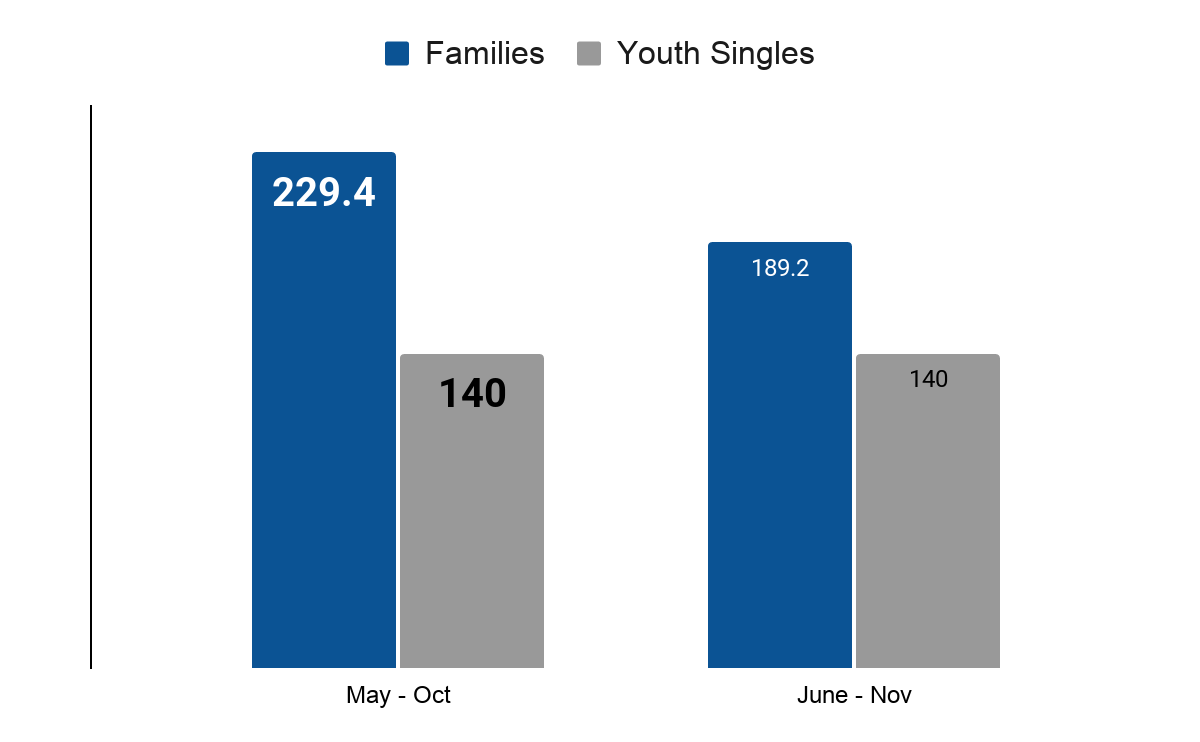 Families Youth Singles
229.4
189.2
140
140
May - Oct
June - Nov